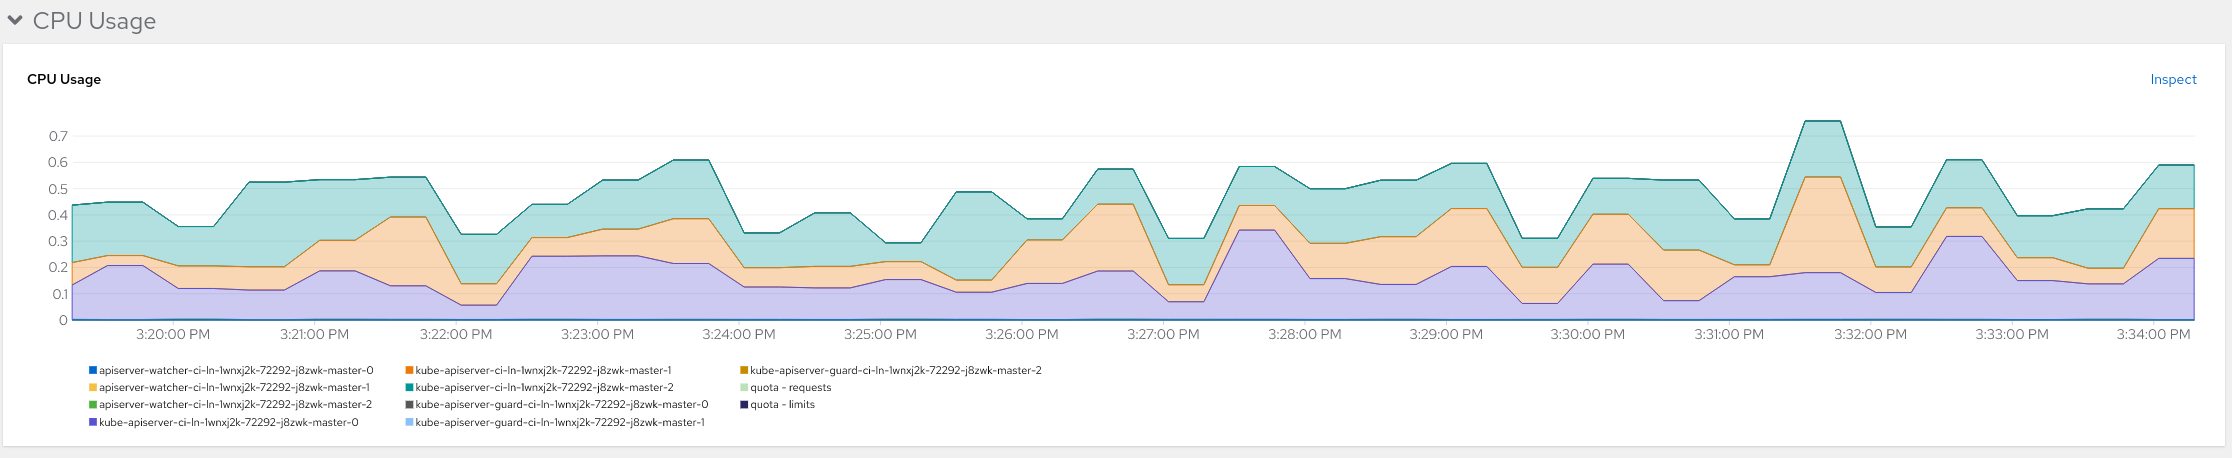 CPU Usage
CPU Usage
Inspect
0.7
0.6
0.5
0.4
0.3
0.2
0.1
0
3:20:00 PM 3:21:00 PM 3:22:00 PM 3:23:00 PM 3:24:00 PM 3:25:00 PM 3:26:00 PM 3:27:00 PM 3:28:00 PM 3:29:00 PM 3:30:00 PM 3:31:00 PM 3:32:00 PM 3:33:00 PM 3:34:00 PM
apiserver-watcher-ci-ln-1wnxj2k-72292-j8zwk-master-0 kube-apiserver-ci-ln-1wnxj2k-72292-j8zwk-master-1 kube-apiserver-guard-ci-ln-1wnxj2k-72292-j8zwk-master-2
apiserver-watcher-ci-ln-1wnxj2k-72292-j8zwk-master-1 kube-apiserver-ci-ln-1wnxj2k-72292-j8zwk-master-2 quota - requests
apiserver-watcher-ci-ln-1wnxj2k-72292-j8zwk-master-2 kube-apiserver-guard-ci-ln-1wnxj2k-72292-j8zwk-master-0 quota - limits
kube-apiserver-ci-ln-1wnxj2k-72292-j8zwk-master-0 kube-apiserver-guard-ci-ln-1wnxj2k-72292-j8zwk-master-1